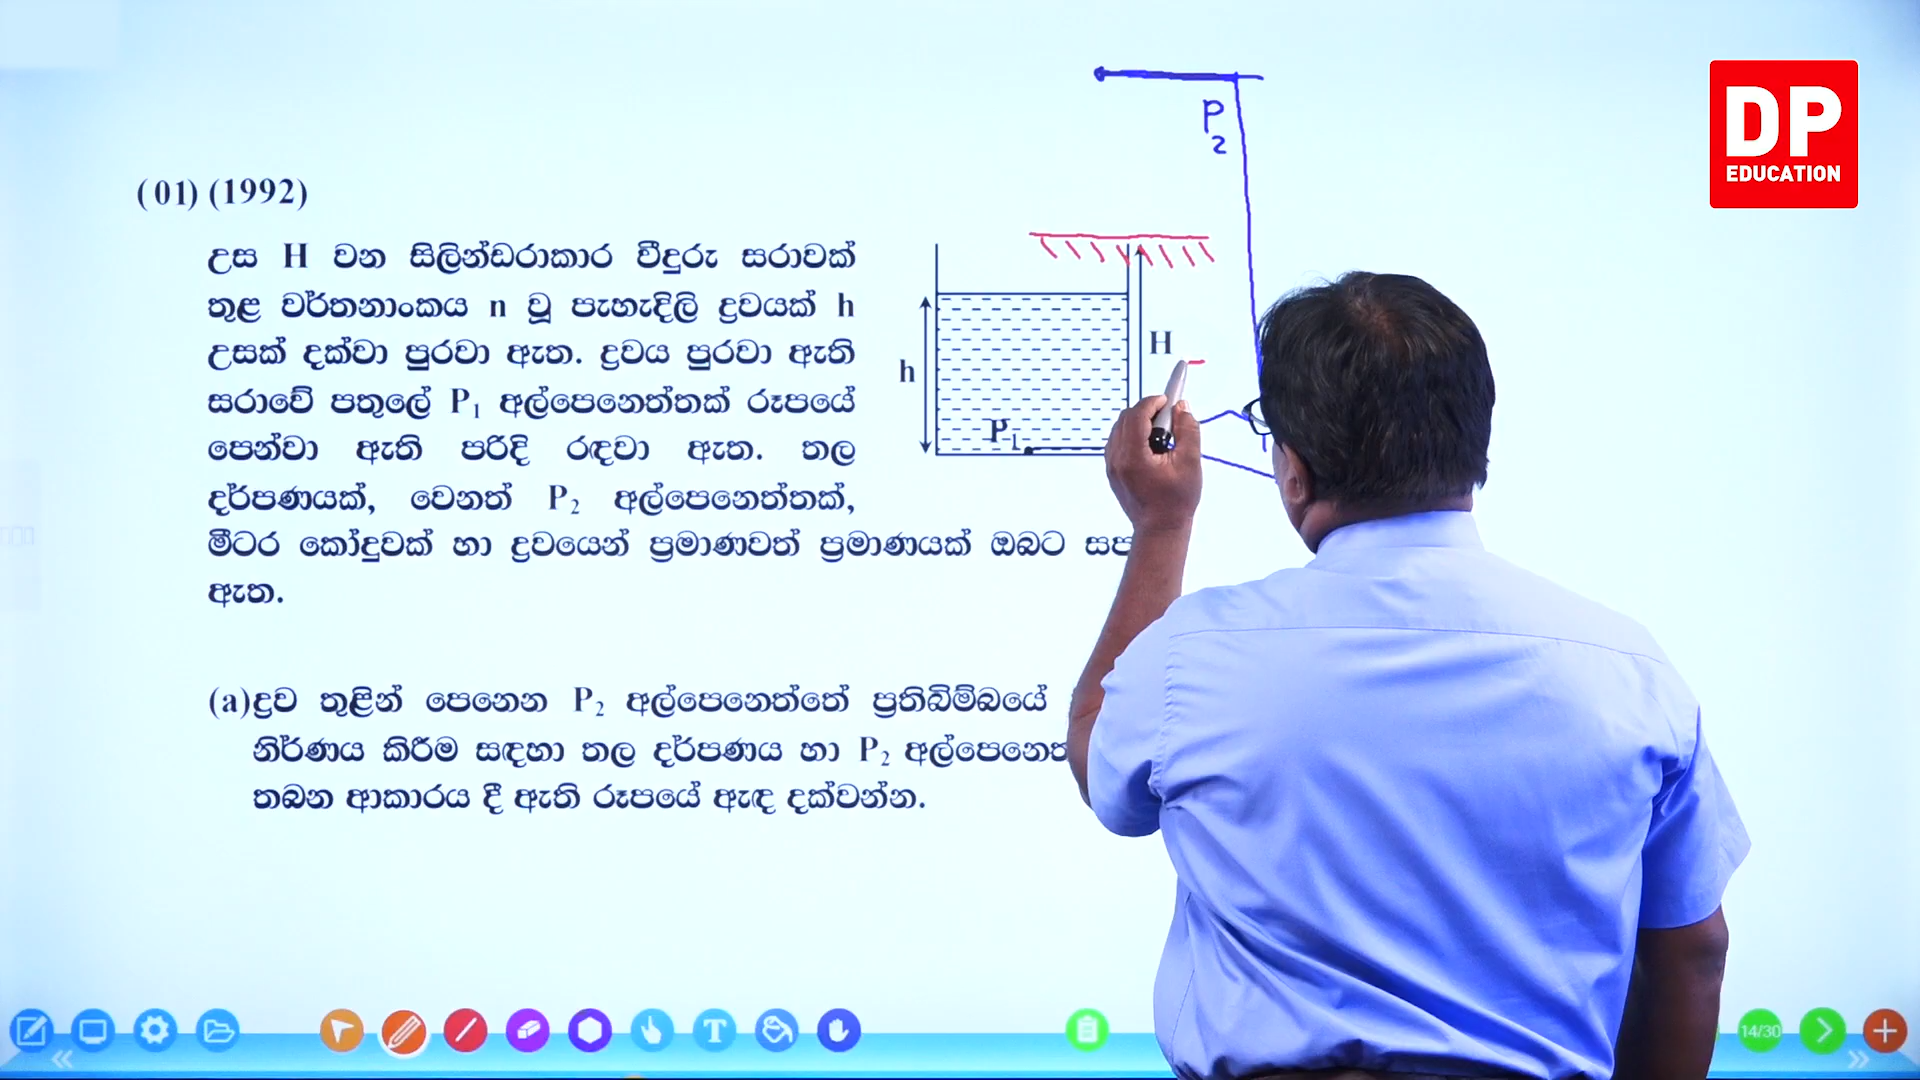 DP
EDUCATION
P2
(01) (1992)
උස H වන සිලින්ඩරාකාර වීදුරු සරාවක්
තුළ වර්තනාංකය n වූ පැහැදිලි ද්‍රවයක් h
උසක් දක්වා පුරවා ඇත. ද්‍රවය පුරවා ඇති
සරාවේ පතුලේ P₁ අල්පෙනෙත්තක් රූපයේ
පෙන්වා ඇති පරිදි රඳවා ඇත. තල
දර්පණයක්, වෙනත් P₂ අල්පෙනෙත්තක්,
මීටර කෝදුවක් හා ද්‍රවයෙන් ප්‍රමාණවත් ප්‍රමාණයක් ඔබට
ඇත.
H
h
P₁
(a) ද්‍රව තුළින් පෙනෙන P₂ අල්පෙනෙත්තේ ප්‍රතිබිම්බයේ
නිර්ණය කිරීම සඳහා තල දර්පණය හා P₂
තබන ආකාරය දී ඇති රූපයේ ඇඳ දක්වන්න.
T
14/30